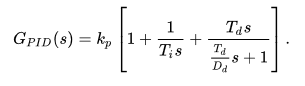 G_{PID}(s) = k_p \left[ 1 + \frac{1}{T_i s} + \frac{T_d s}{\frac{T_d}{D_d} s + 1} \right].